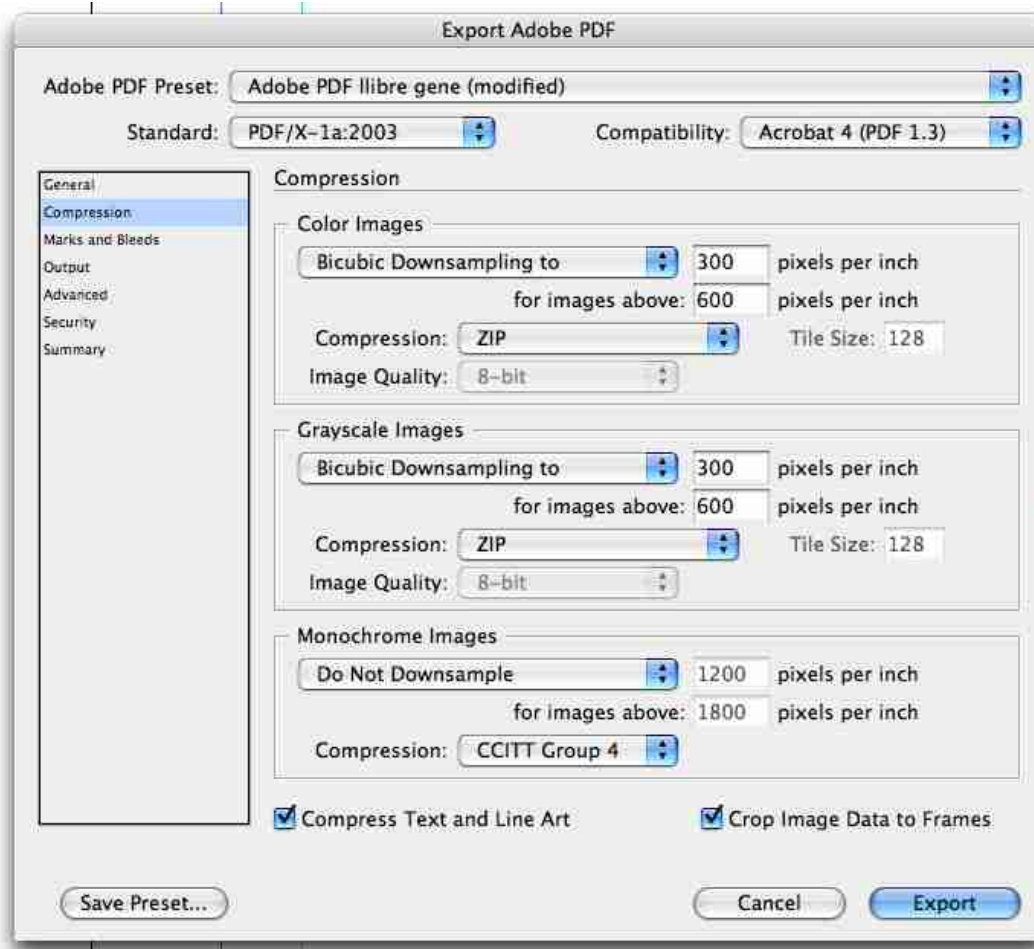 Export Adobe PDF
Adobe PDF Preset: Adobe PDF llibre gene (modified)
Standard: PDF/X-1a:2003 Compatibility: Acrobat 4 (PDF 1.3)
General
Compression
Marks and Bleeds
Output
Advanced
Security
Summary
Compression
Color Images
Bicubic Downsampling to 300 pixels per inch
for images above: 600 pixels per inch
Compression: ZIP Tile Size: 128
Image Quality: 8-bit
Grayscale Images
Bicubic Downsampling to 300 pixels per inch
for images above: 600 pixels per inch
Compression: ZIP Tile Size: 128
Image Quality: 8-bit
Monochrome Images
Do Not Downsample 1200 pixels per inch
for images above: 1800 pixels per inch
Compression: CCITT Group 4
Compress Text and Line Art Crop Image Data to Frames
Save Preset... Cancel Export